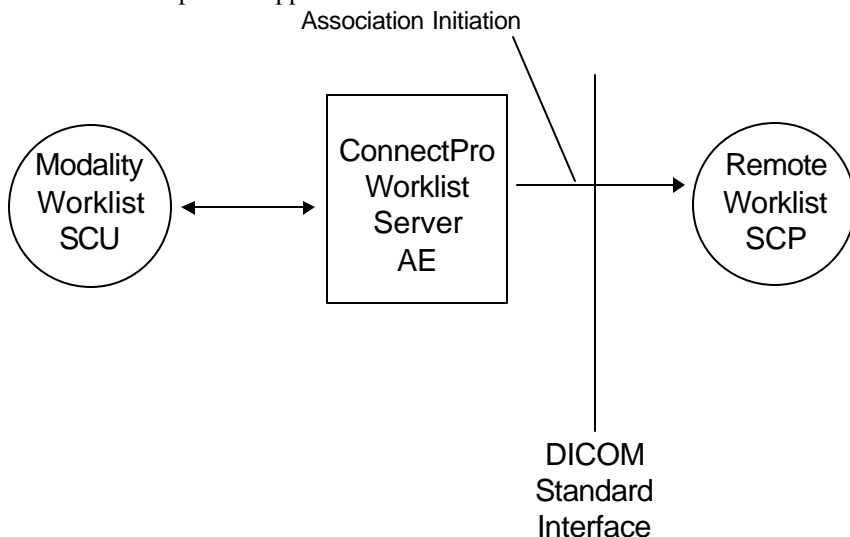 Association Initiation
Modality
Worklist
SCU
ConnectPro
Worklist
Server
AE
Remote
Worklist
SCP
DICOM
Standard
Interface